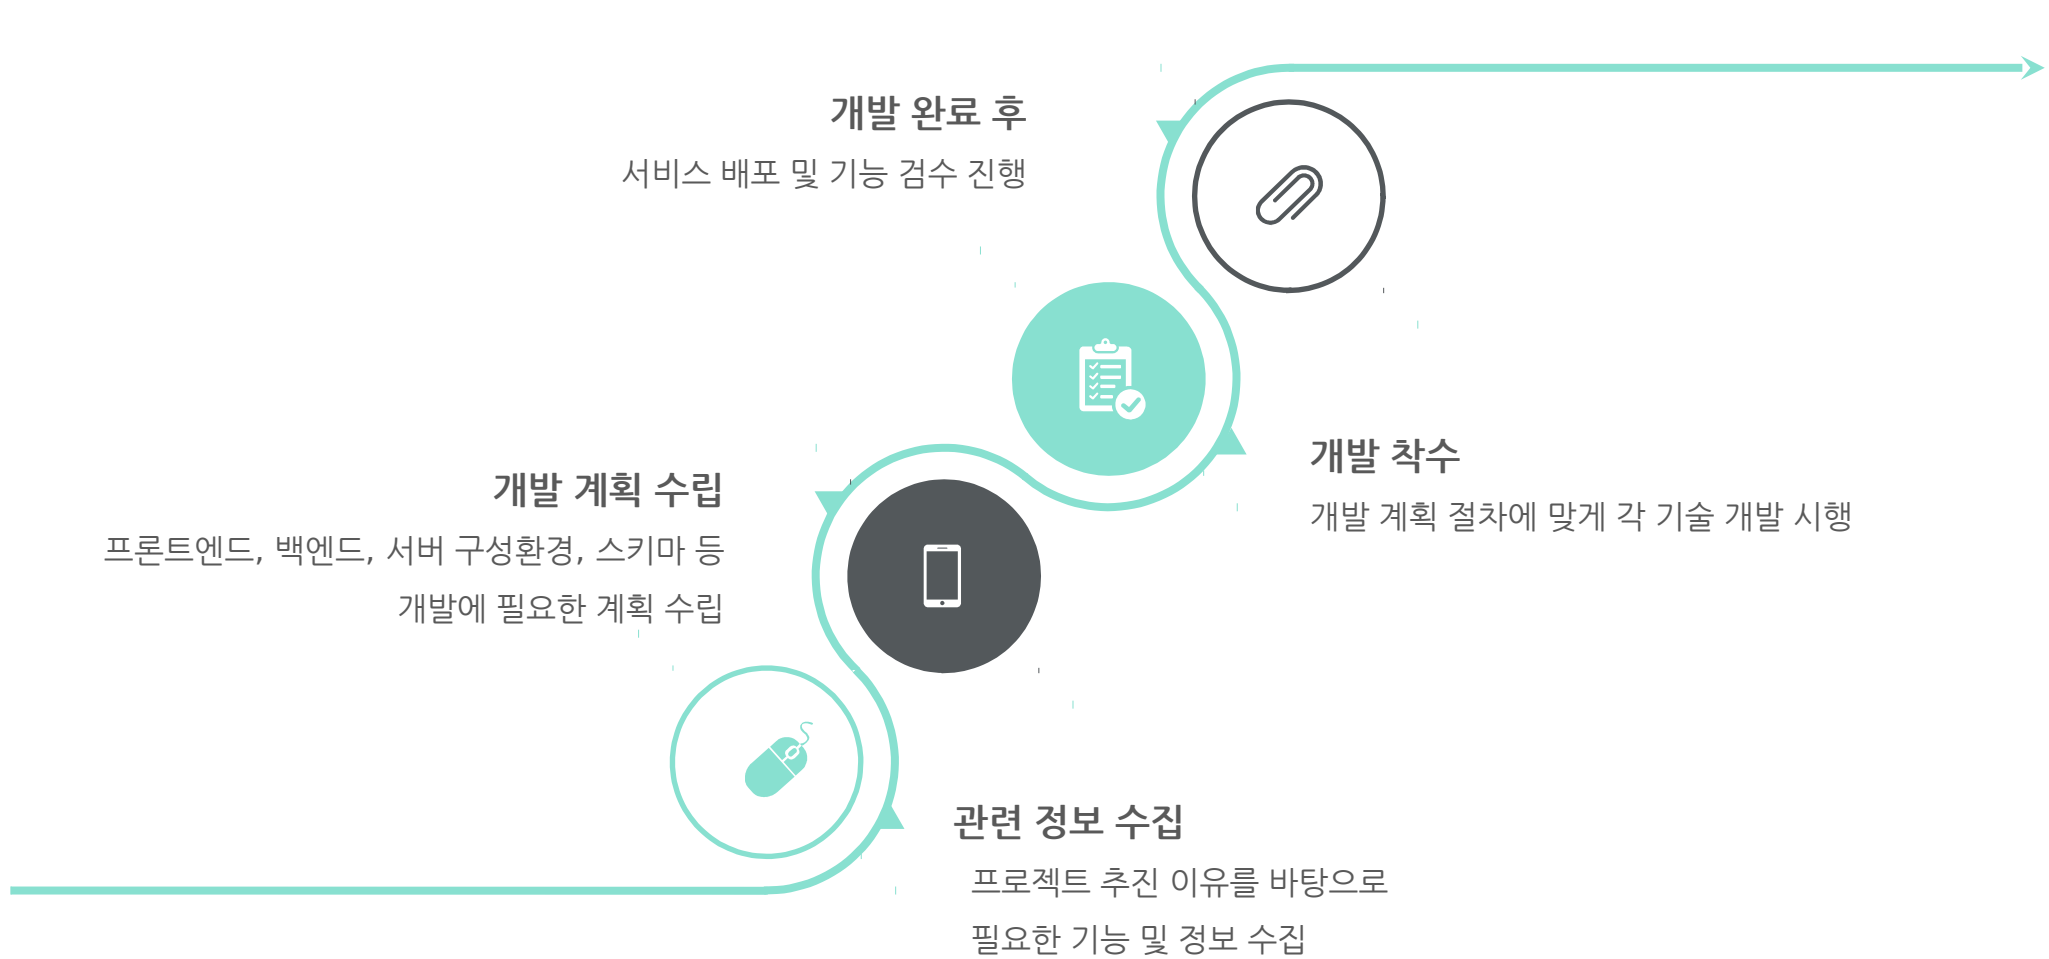 개발 완료 후
서비스 배포 및 기능 검수 진행
개발 착수
개발 계획 절차에 맞게 각 기술 개발 시행
개발 계획 수립
프론트엔드, 백엔드, 서버 구성환경, 스키마 등
개발에 필요한 계획 수립
관련 정보 수집
프로젝트 추진 이유를 바탕으로
필요한 기능 및 정보 수집